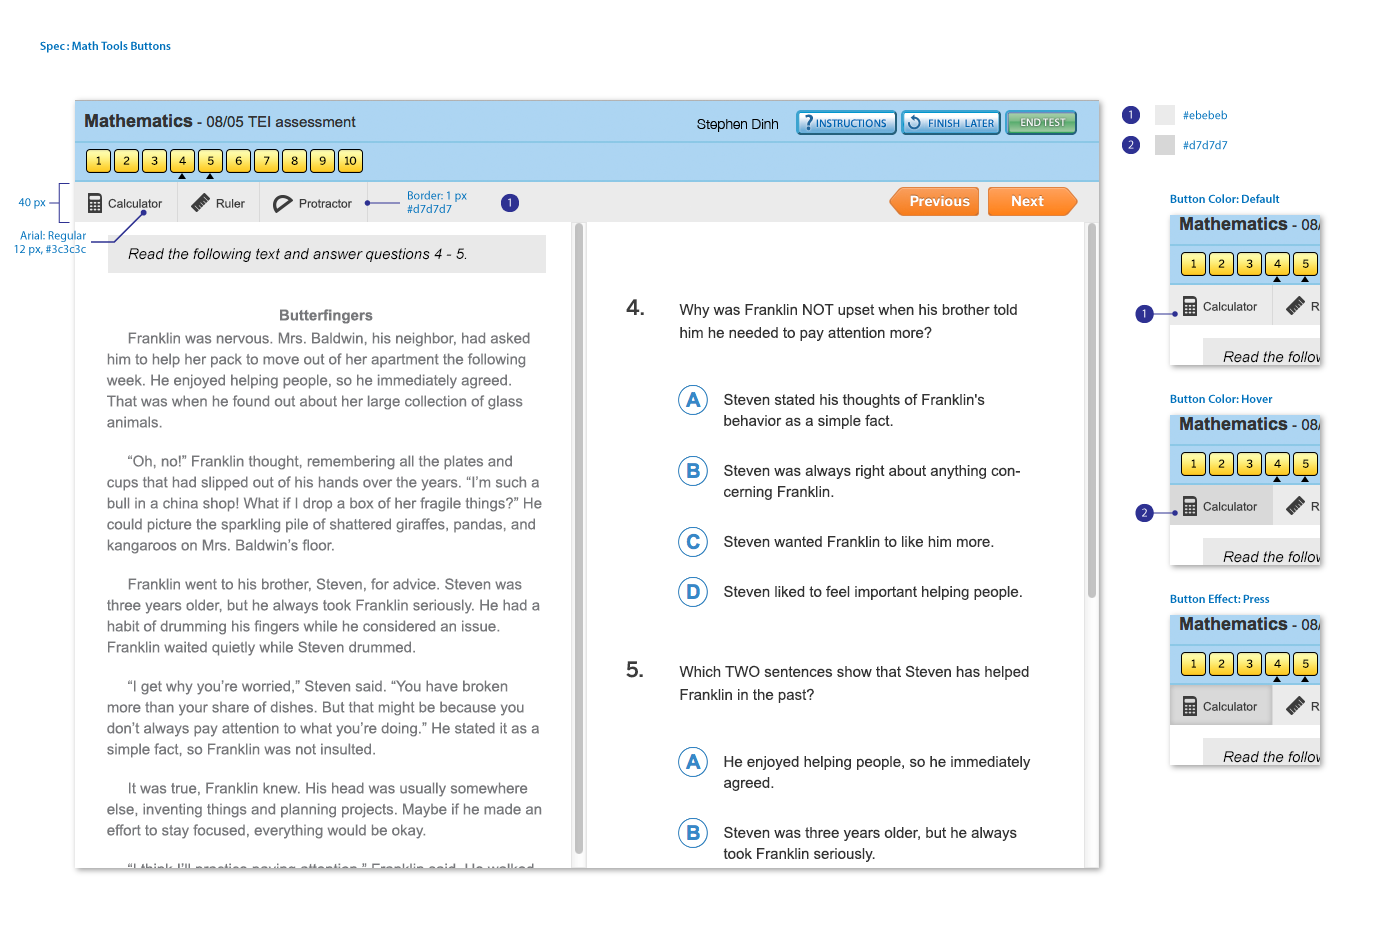 Spec: Math Tools Buttons
Mathematics - 08/05 TEI assessment
Stephen Dinh
? INSTRUCTIONS
FINISH LATER
END TEST
1 2 3 4 5 6 7 8 9 10
40 px
Calculator
Ruler
Protractor
Border: 1 px
#d7d7d7
1
Previous
Next
Arial: Regular
12 px, #3c3c3c
Read the following text and answer questions 4 - 5.
Butterfingers
Franklin was nervous. Mrs. Baldwin, his neighbor, had asked
him to help her pack to move out of her apartment the following
week. He enjoyed helping people, so he immediately agreed.
That was when he found out about her large collection of glass
animals.
“Oh, no!” Franklin thought, remembering all the plates and
cups that had slipped out of his hands over the years. “I’m such a
bull in a china shop! What if I drop a box of her fragile things?” He
could picture the sparkling pile of shattered giraffes, pandas, and
kangaroos on Mrs. Baldwin’s floor.
Franklin went to his brother, Steven, for advice. Steven was
three years older, but he always took Franklin seriously. He had a
habit of drumming his fingers while he considered an issue.
Franklin waited quietly while Steven drummed.
“I get why you’re worried,” Steven said. “You have broken
more than your share of dishes. But that might be because you
don’t always pay attention to what you’re doing.” He stated it as a
simple fact, so Franklin was not insulted.
It was true, Franklin knew. His head was usually somewhere
else, inventing things and planning projects. Maybe if he made an
effort to stay focused, everything would be okay.
“I think I’ll practice paying attention,” Franklin said. He walked
4.
Why was Franklin NOT upset when his brother told
him he needed to pay attention more?
A
Steven stated his thoughts of Franklin's
behavior as a simple fact.
B
Steven was always right about anything con-
cerning Franklin.
C
Steven wanted Franklin to like him more.
D
Steven liked to feel important helping people.
5.
Which TWO sentences show that Steven has helped
Franklin in the past?
A
He enjoyed helping people, so he immediately
agreed.
B
Steven was three years older, but he always
took Franklin seriously.
1 #ebebeb
2 #d7d7d7
Button Color: Default
Mathematics - 08/
1 2 3 4 5
1
Calculator
R
Read the follow
Button Color: Hover
Mathematics - 08/
1 2 3 4 5
2
Calculator
R
Read the follow
Button Effect: Press
Mathematics - 08/
1 2 3 4 5
Calculator
R
Read the follow